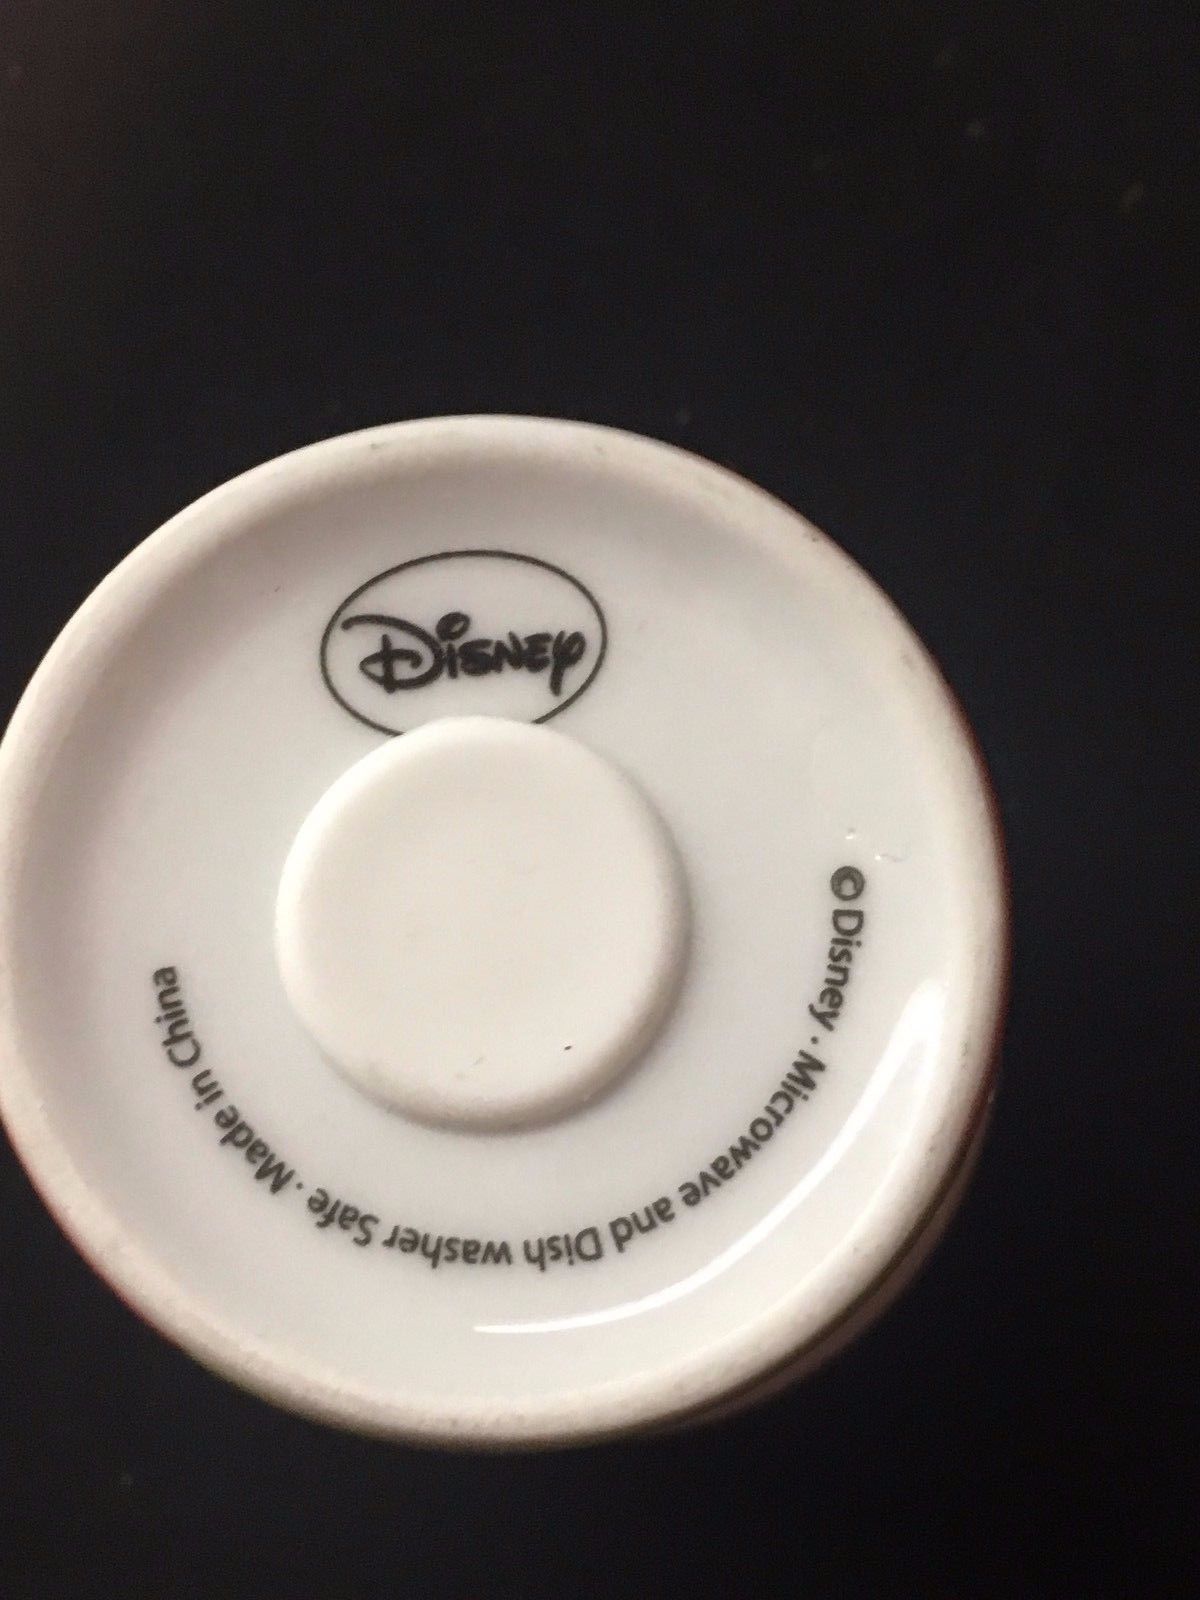 Disney
© Disney . Microwave and Dish washer Safe . Made in China